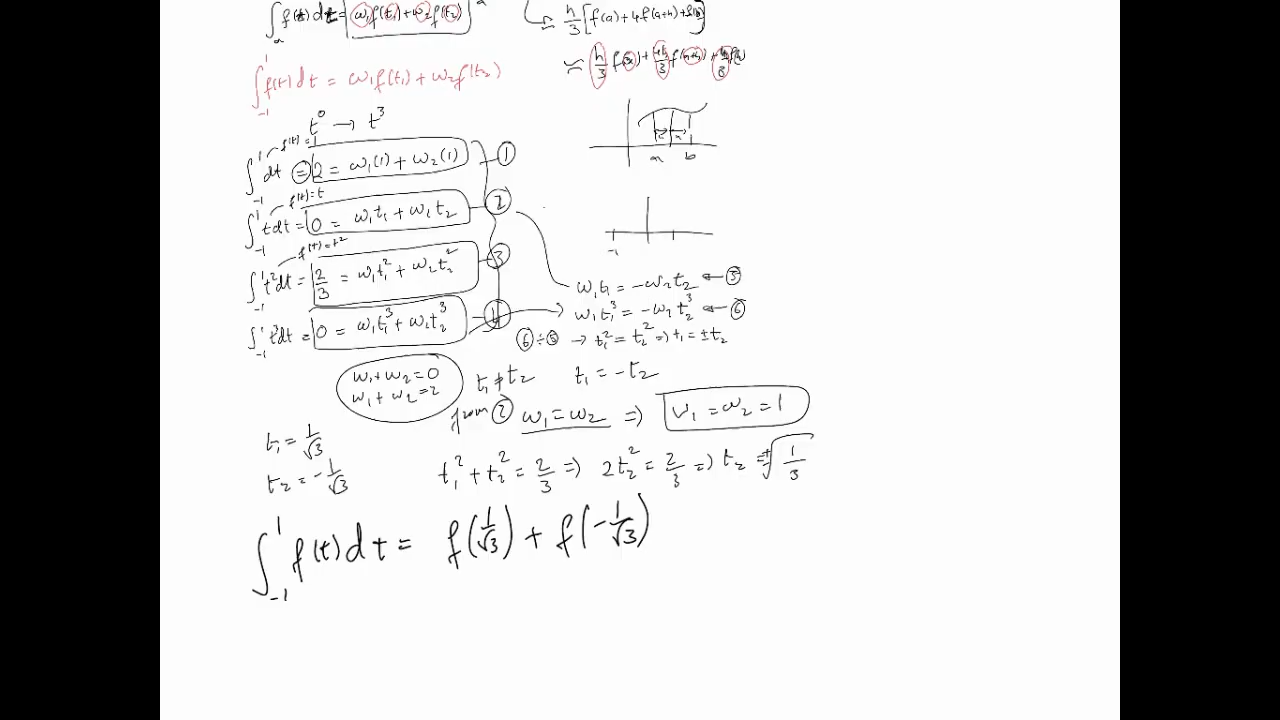 ∫ₐ f(t) dt = w₁f(t₁) + w₂f(t₂)
≈ h/3 [f(a) + 4f(a+h) + f(b)]
∫₋₁¹ f(t) dt = w₁f(t₁) + w₂f(t₂)
t⁰ → t³
f(t) = 1
∫₋₁¹ dt = 2 = w₁(1) + w₂(1) ①
f(t) = t
∫₋₁¹ t dt = 0 = w₁t₁ + w₂t₂ ②
f(t) = t²
∫₋₁¹ t² dt = 2/3 = w₁t₁² + w₂t₂² ③
∫₋₁¹ t³ dt = 0 = w₁t₁³ + w₂t₂³ ④
a b
-1
w₁t₁ = -w₂t₂ ← ⑤
w₁t₁³ = -w₂t₂³ ← ⑥
⑥ ÷ ⑤ → t₁² = t₂² ⇒ t₁ = ± t₂
w₁ + w₂ = 0
w₁ + w₂ = 2
t₁ ≠ t₂ t₁ = -t₂
from ② w₁ = w₂ ⇒ w₁ = w₂ = 1
t₁ = 1/√3
t₂ = -1/√3
t₁² + t₂² = 2/3 ⇒ 2t₂² = 2/3 ⇒ t₂ = ±√(1/3)
∫₋₁¹ f(t) dt = f(1/√3) + f(-1/√3)